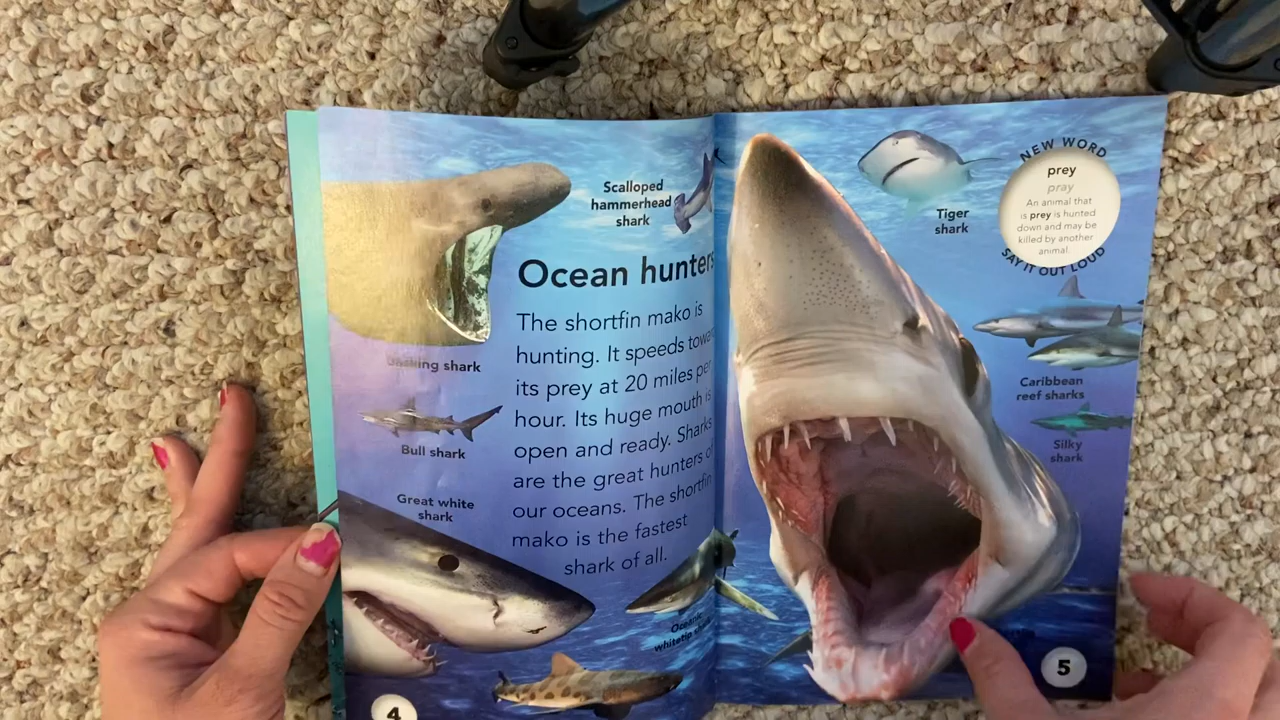 Scalloped
hammerhead
shark
Ocean hunters
The shortfin mako is
hunting. It speeds
its prey at 20 miles per
hour. Its huge mouth is
open and ready. Sharks
are the great hunters of
our oceans. The shortfin
mako is the fastest
shark of all.
Basking shark
Bull shark
Great white
shark
Oceanic
whitetip shark
4
Tiger
shark
NEW WORD
prey
pray
An animal that
is prey is hunted
down and may be
killed by another
animal.
SAY IT OUT LOUD
Caribbean
reef sharks
Silky
shark
5